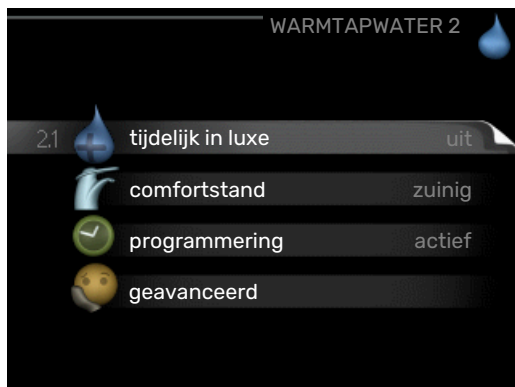 WARMTAPWATER 2
2.1 tijdelijk in luxe uit
comfortstand zuinig
programmering actief
geavanceerd